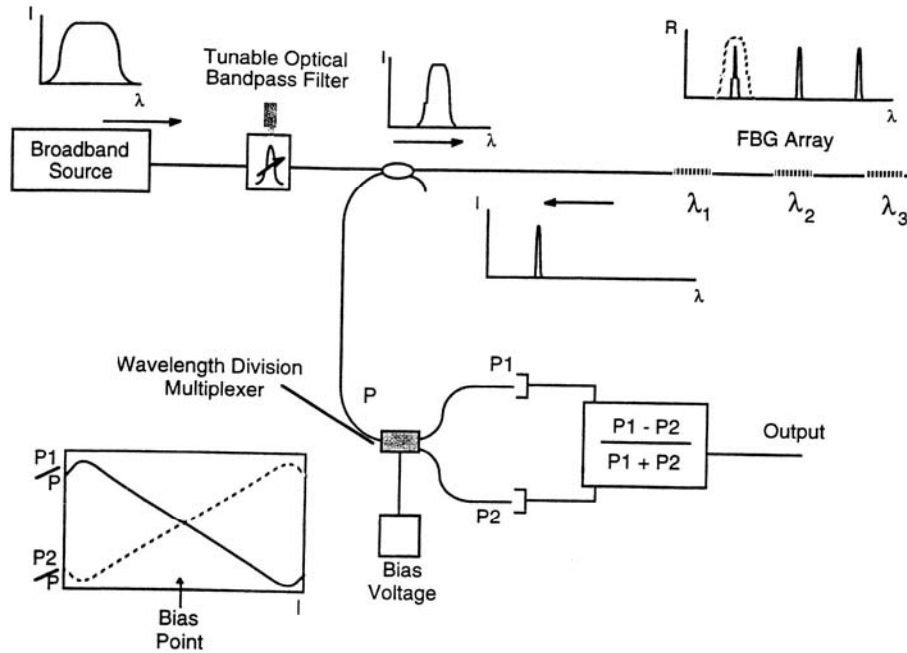 I
λ
Broadband
Source
Tunable Optical
Bandpass Filter
I
λ
R
λ
FBG Array
λ1
λ2
λ3
I
λ
Wavelength Division
Multiplexer
P
P1
P2
P1 - P2
P1 + P2
Output
Bias
Voltage
P1
P
P2
P
I
Bias
Point